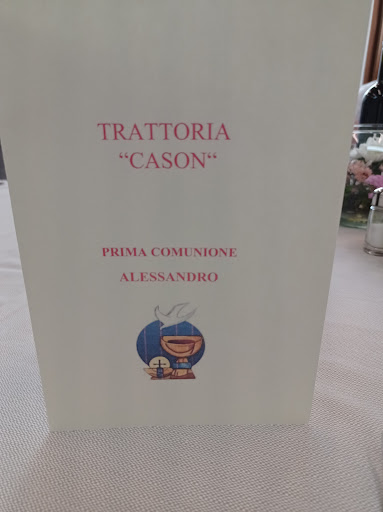 TRATTORIA
“CASON“
PRIMA COMUNIONE
ALESSANDRO